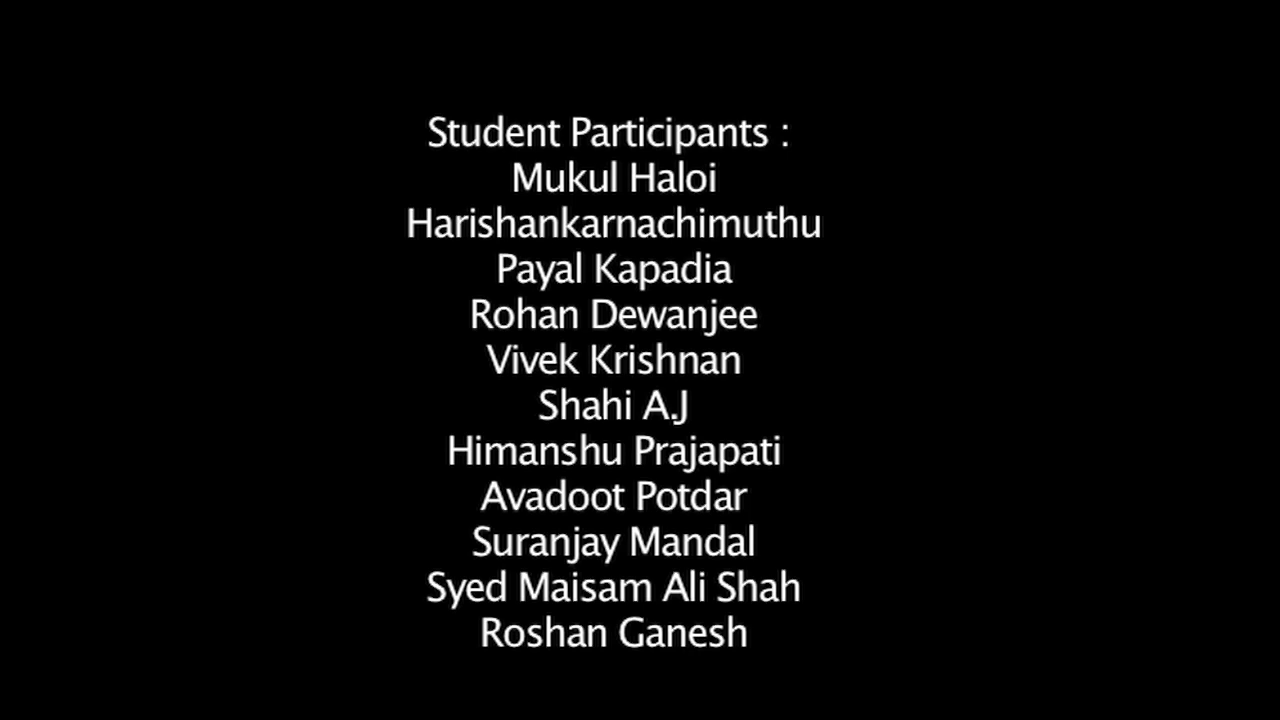 Student Participants :
Mukul Haloi
Harishankarnachimuthu
Payal Kapadia
Rohan Dewanjee
Vivek Krishnan
Shahi A.J
Himanshu Prajapati
Avadoot Potdar
Suranjay Mandal
Syed Maisam Ali Shah
Roshan Ganesh